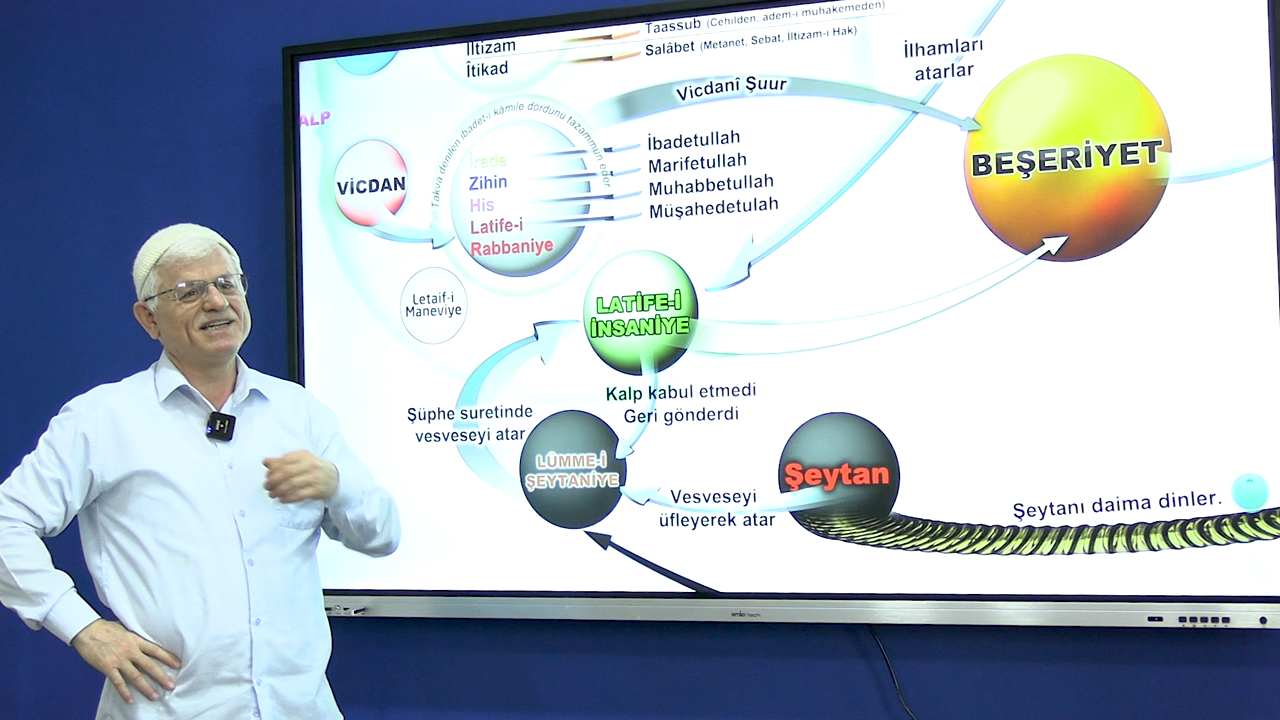 İltizam
İtikad
Taassub (Cehilden, adem-i muhakemeden)
Salâbet (Metanet, Sebat, İltizam-ı Hak)
İlhamları
atarlar
Vicdanî Şuur
ALP
Takva denilen ibadet-i kâmile dordunu tazammun eder
VİCDAN
İrade
Zihin
His
Latife-i
Rabbaniye
İbadetullah
Marifetullah
Muhabbetullah
Müşahedetulah
BEŞERİYET
Letaif-i
Maneviye
LATİFE-İ
İNSANİYE
Kalp kabul etmedi
Geri gönderdi
Şüphe suretinde
vesveseyi atar
LÜMME-İ
ŞEYTANİYE
Şeytan
Vesveseyi
üfleyerek atar
Şeytanı daima dinler.